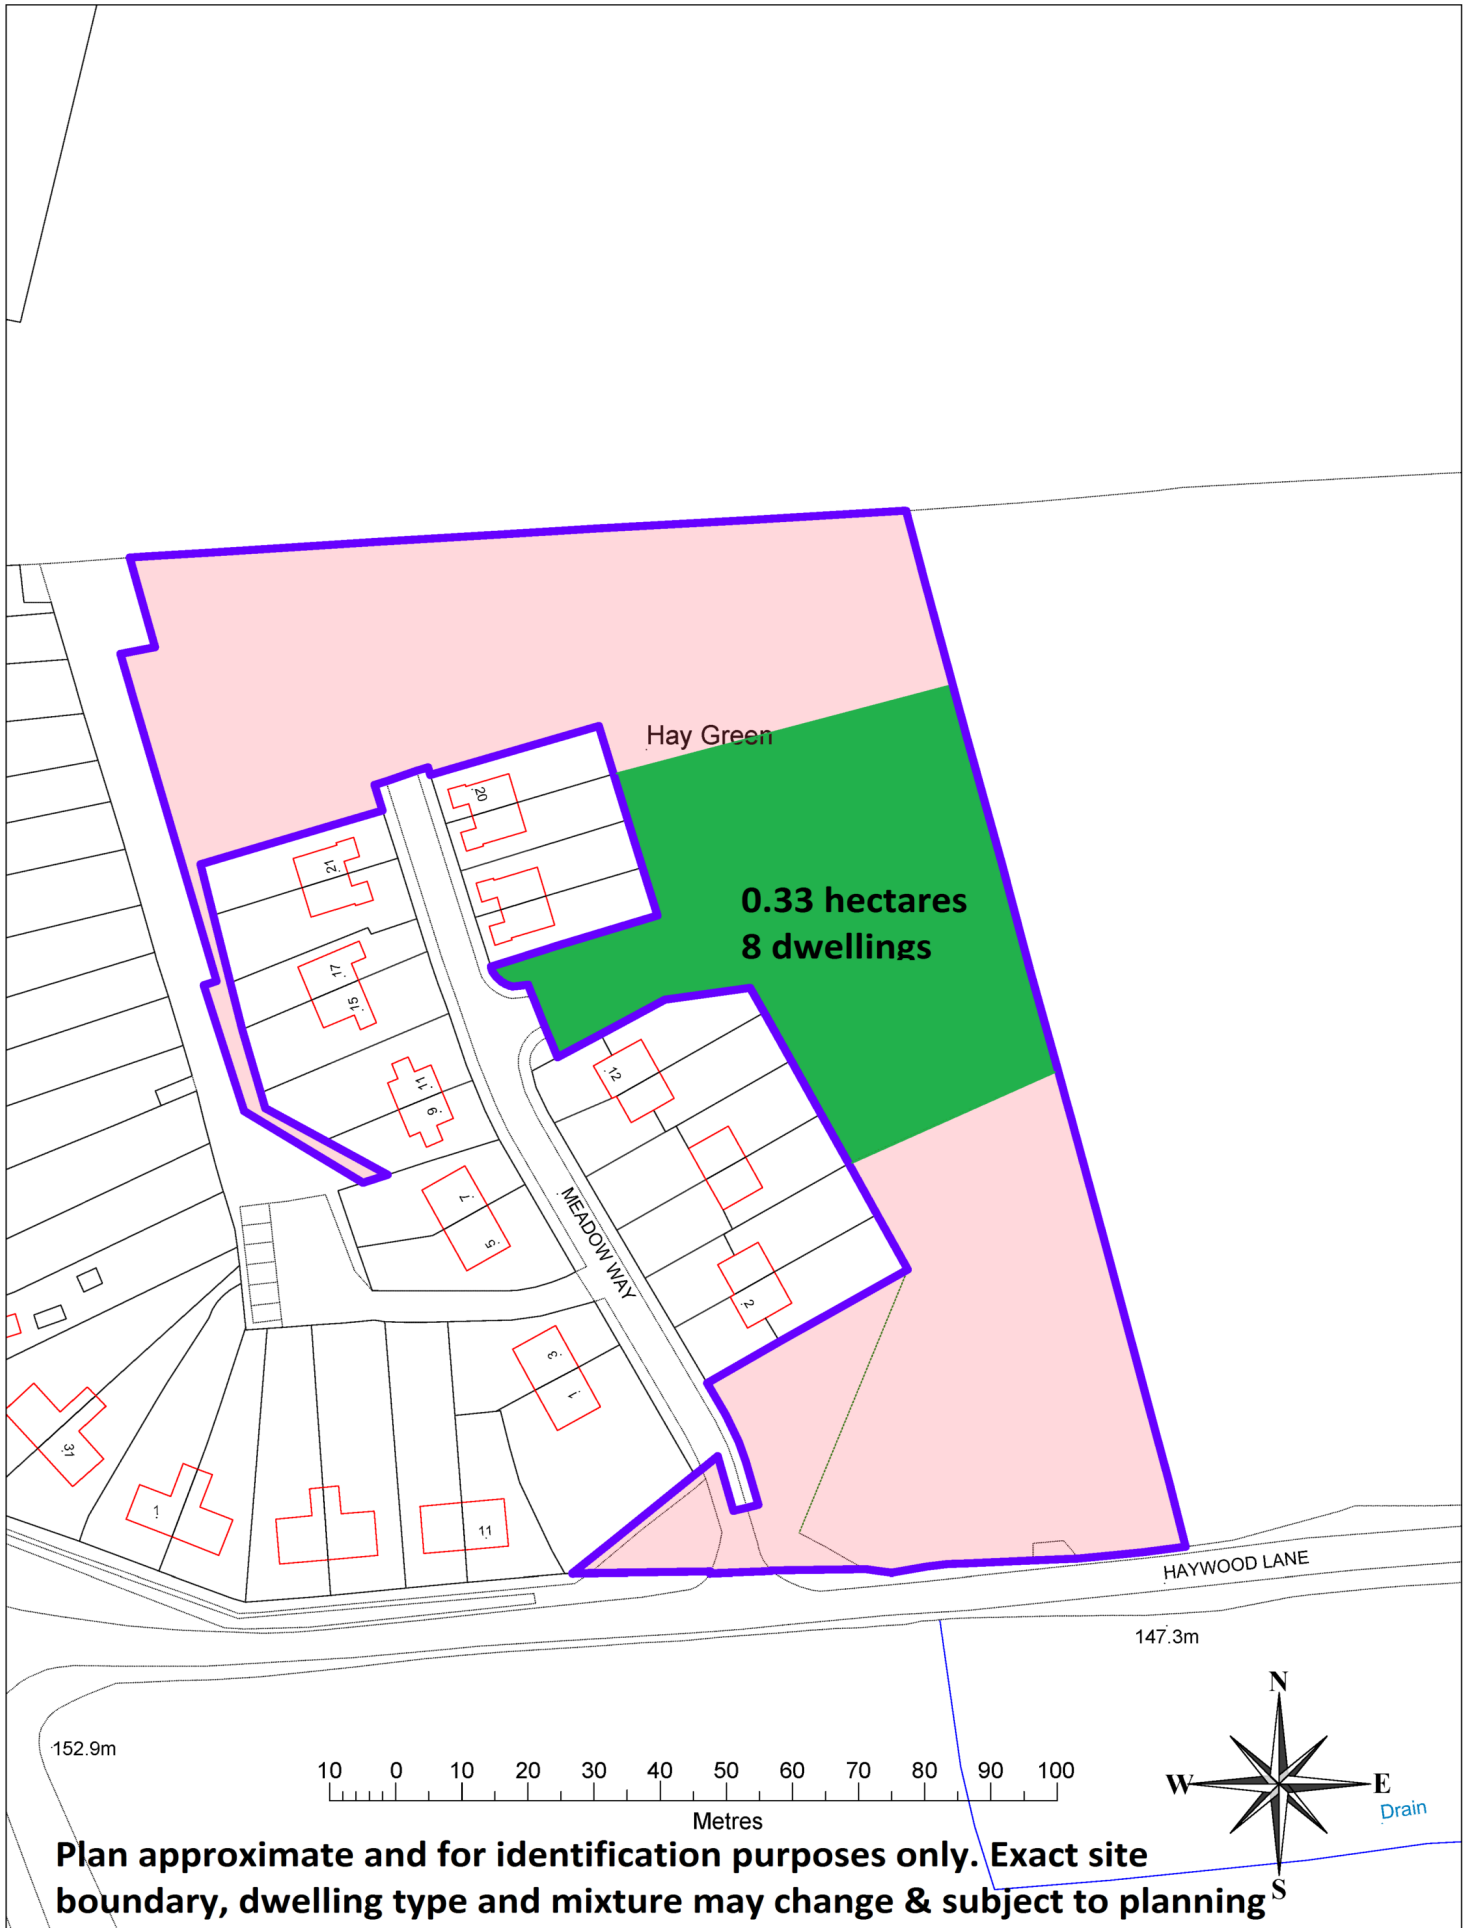 Hay Green
20
21
0.33 hectares
8 dwellings
17
15
12
11
9
7
5
MEADOW WAY
2
3
1
31
1
11
HAYWOOD LANE
147.3m
152.9m
N
W
E
S
10 0 10 20 30 40 50 60 70 80 90 100
Metres
Drain
Plan approximate and for identification purposes only. Exact site
boundary, dwelling type and mixture may change & subject to planning